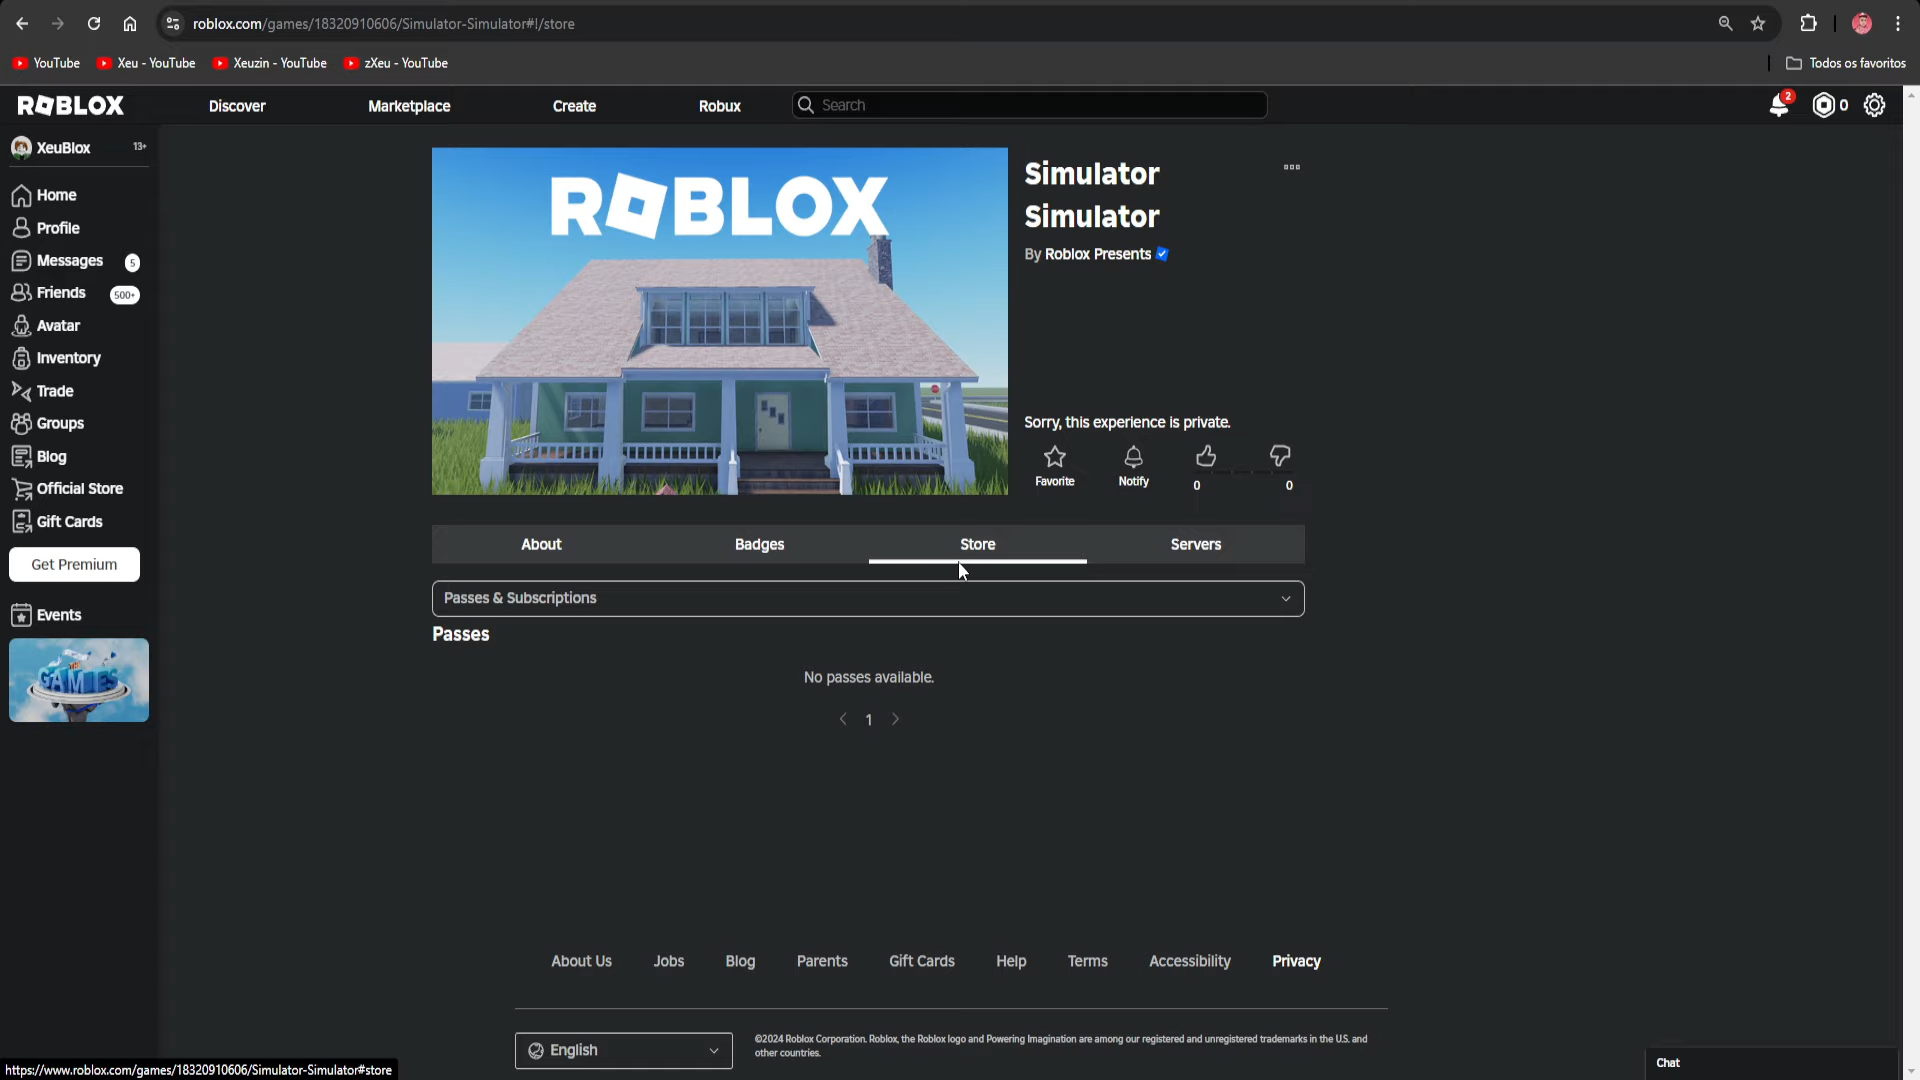 roblox.com/games/18320910606/Simulator-Simulator#!/store
YouTube
Xeu - YouTube
Xeuzin - YouTube
zXeu - YouTube
Todos os favoritos
ROBLOX
Discover
Marketplace
Create
Robux
Search
2
0
XeuBlox
13+
Home
Profile
Messages
5
Friends
500+
Avatar
Inventory
Trade
Groups
Blog
Official Store
Gift Cards
Get Premium
Events
GAMES
ROBLOX
Simulator
Simulator
By Roblox Presents
Sorry, this experience is private.
Favorite
Notify
0
0
About
Badges
Store
Servers
Passes & Subscriptions
Passes
No passes available.
1
About Us
Jobs
Blog
Parents
Gift Cards
Help
Terms
Accessibility
Privacy
English
©2024 Roblox Corporation. Roblox, the Roblox logo and Powering Imagination are among our registered and unregistered trademarks in the U.S. and
other countries.
Chat
https://www.roblox.com/games/18320910606/Simulator-Simulator#store